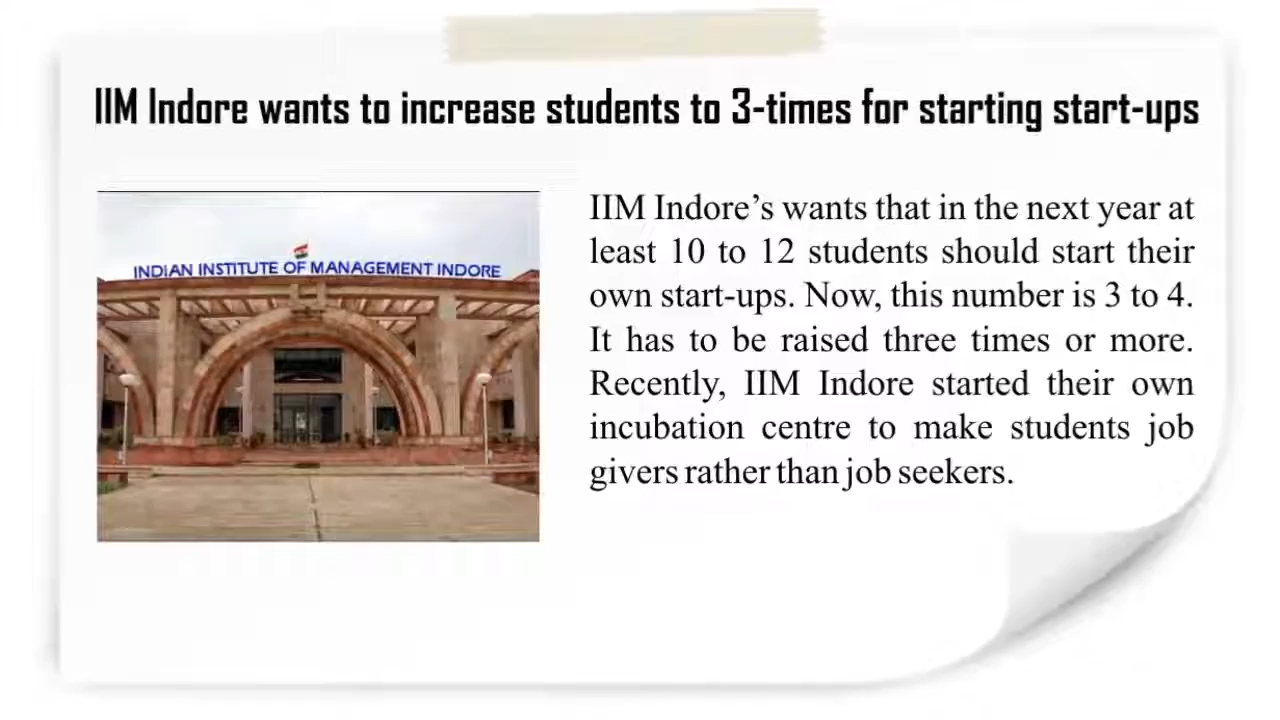 IIM Indore wants to increase students to 3-times for starting start-ups
INDIAN INSTITUTE OF MANAGEMENT INDORE
IIM Indore’s wants that in the next year at
least 10 to 12 students should start their
own start-ups. Now, this number is 3 to 4.
It has to be raised three times or more.
Recently, IIM Indore started their own
incubation centre to make students job
givers rather than job seekers.